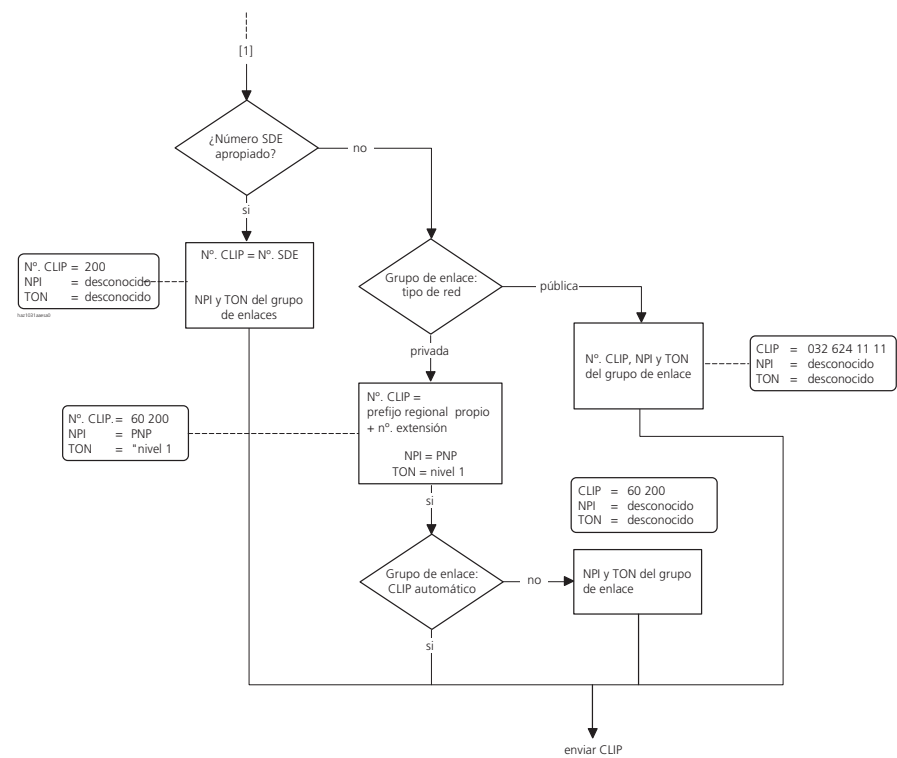 [1]
¿Número SDE
apropiado?
no
si
Nº. CLIP = Nº. SDE
NPI y TON del grupo
de enlaces
Nº. CLIP = 200
NPI = desconocido
TON = desconocido
Grupo de enlace:
tipo de red
pública
privada
Nº. CLIP, NPI y TON
del grupo de enlace
CLIP = 032 624 11 11
NPI = desconocido
TON = desconocido
Nº. CLIP =
prefijo regional propio
+ nº. extensión
NPI = PNP
TON = nivel 1
Nº. CLIP. = 60 200
NPI = PNP
TON = "nivel 1
si
CLIP = 60 200
NPI = desconocido
TON = desconocido
Grupo de enlace:
CLIP automático
no
NPI y TON del grupo
de enlace
si
enviar CLIP